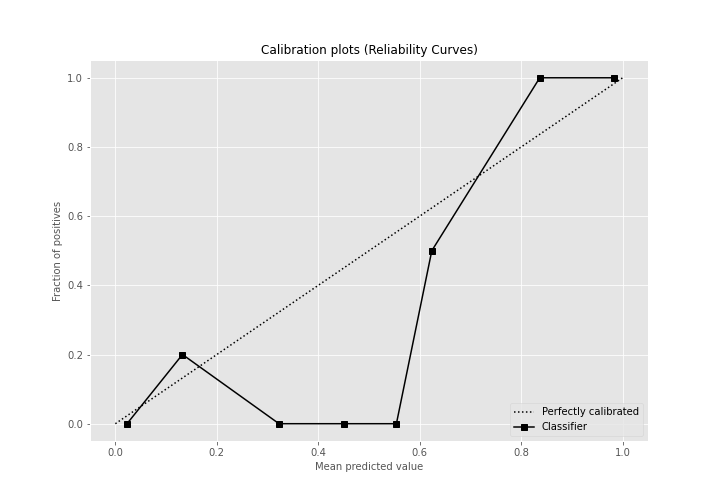 Calibration plots (Reliability Curves)
1.0
0.8
0.6
0.4
0.2
0.0
Fraction of positives
0.0 0.2 0.4 0.6 0.8 1.0
Mean predicted value
Perfectly calibrated
Classifier